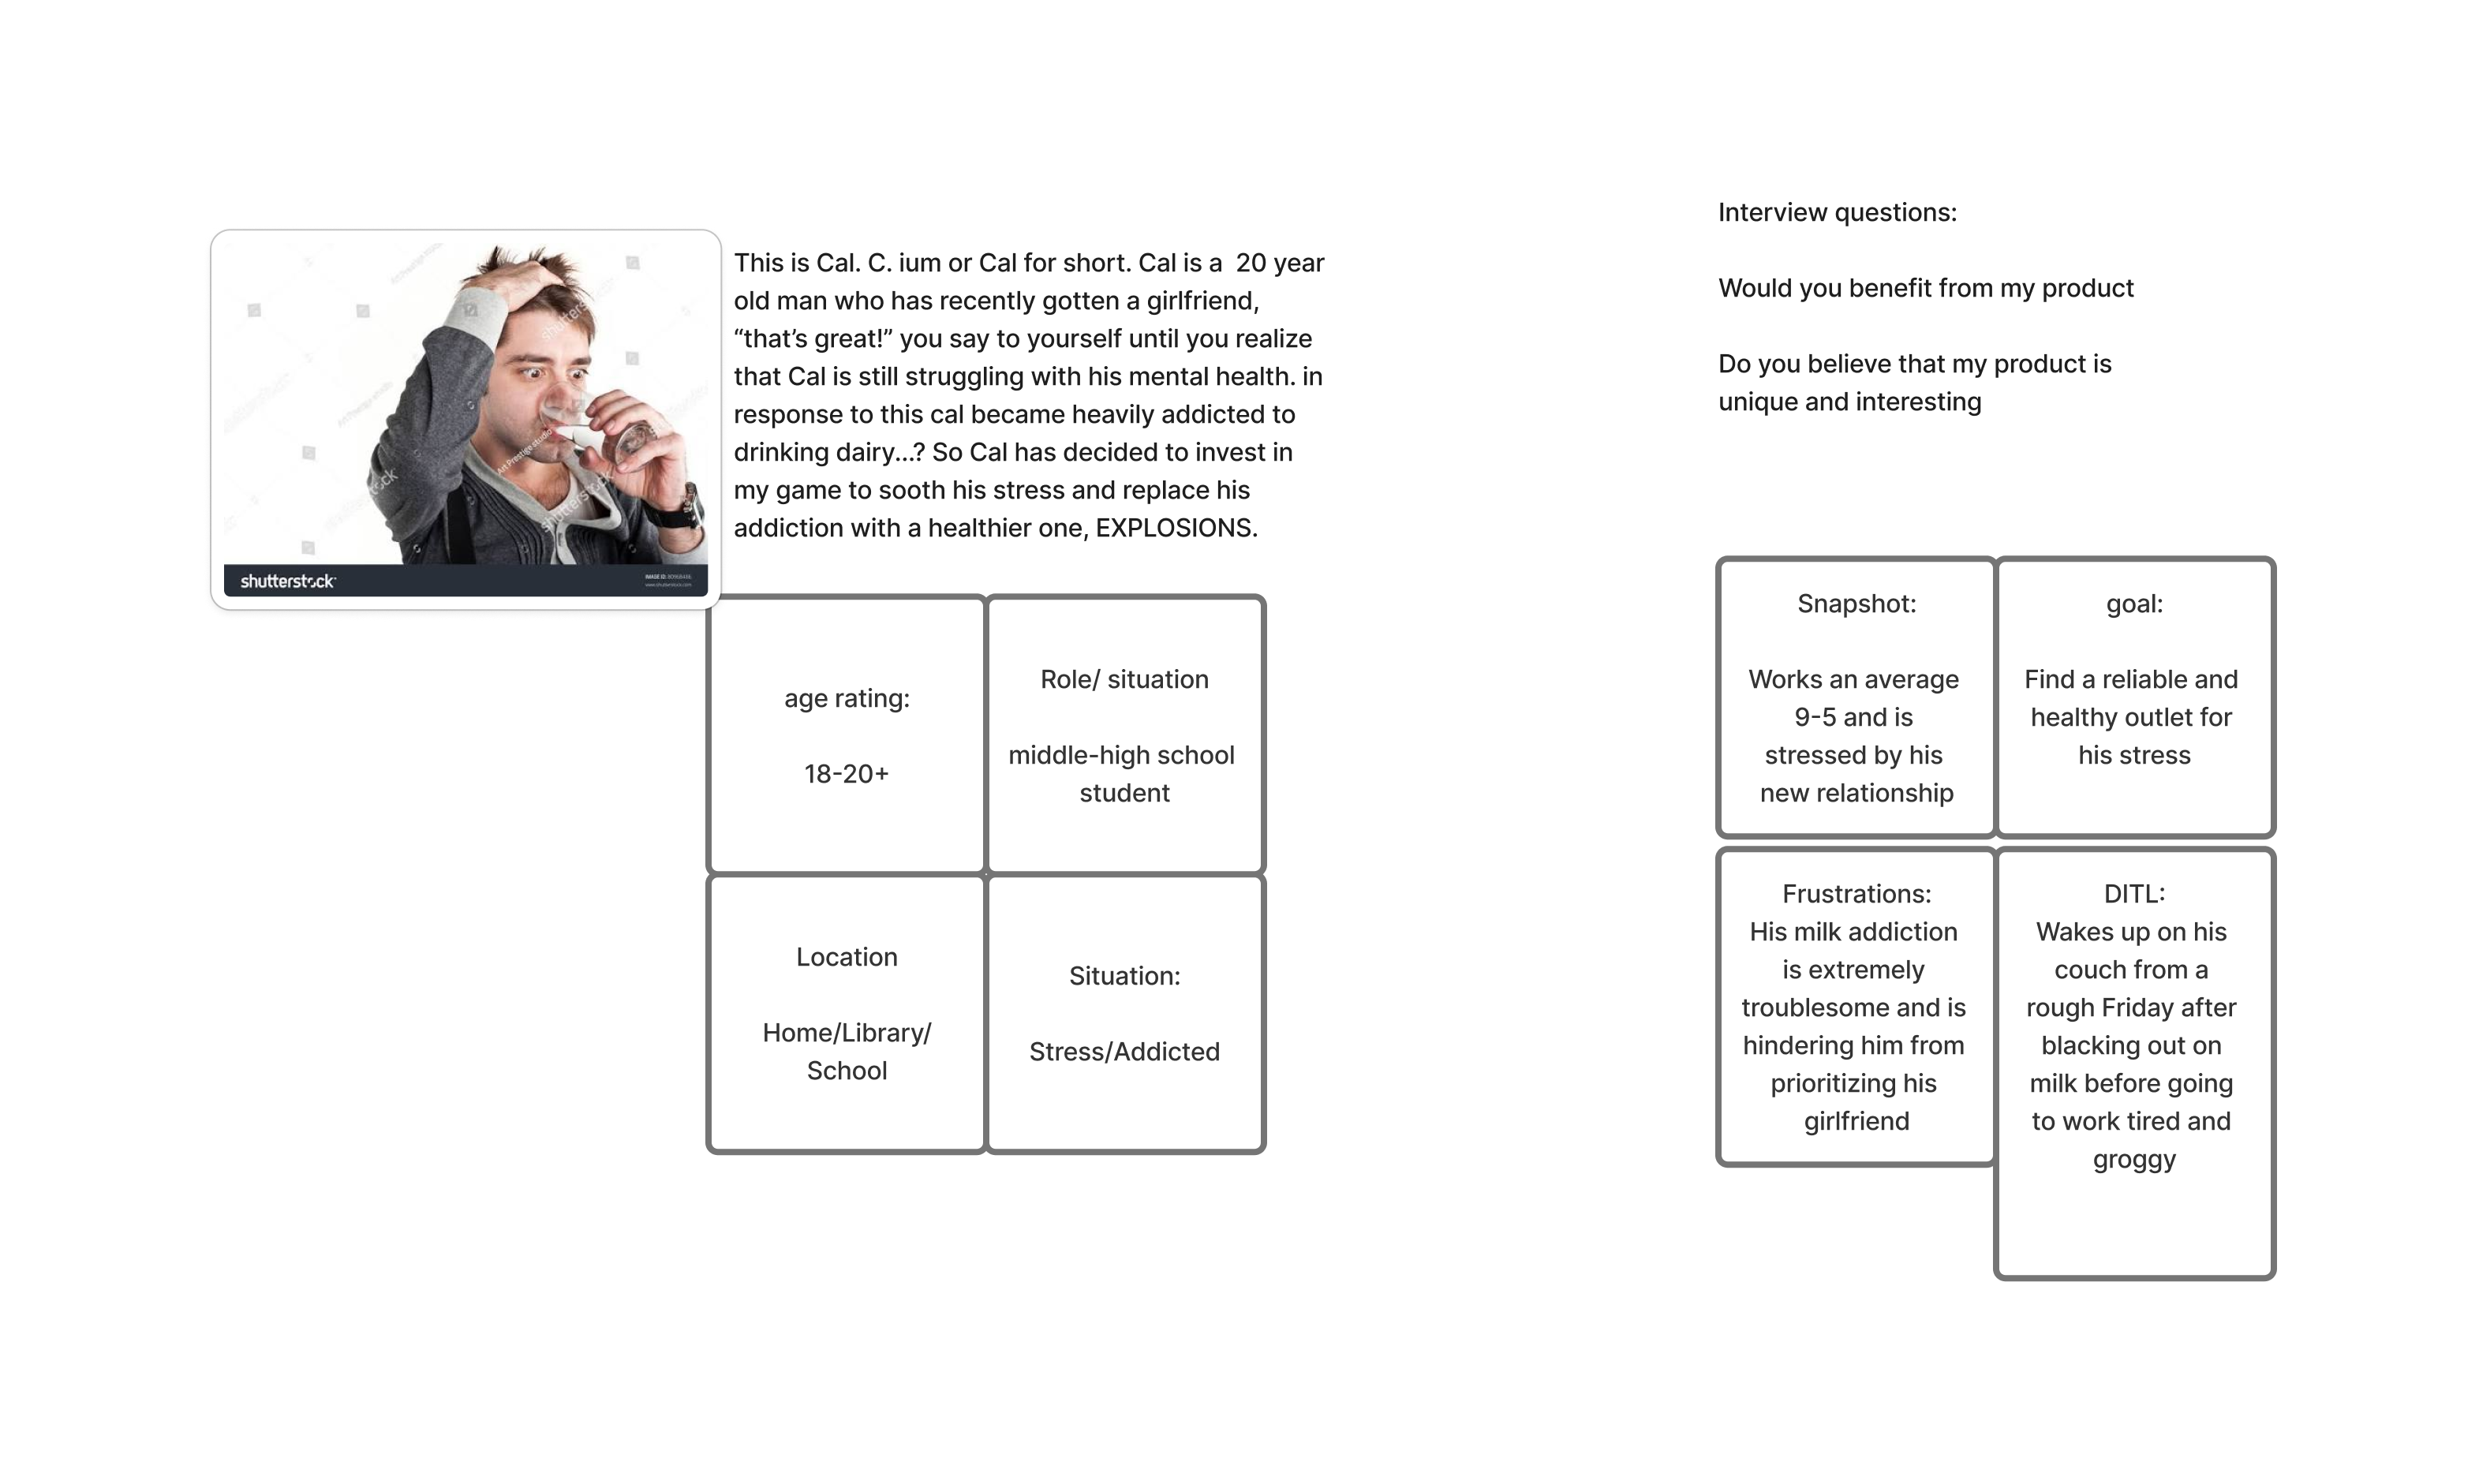 This is Cal. C. ium or Cal for short. Cal is a  20 year
old man who has recently gotten a girlfriend,
“that’s great!” you say to yourself until you realize
that Cal is still struggling with his mental health. in
response to this cal became heavily addicted to
drinking dairy...? So Cal has decided to invest in
my game to sooth his stress and replace his
addiction with a healthier one, EXPLOSIONS.
shutterstock
www.shutterstock.com
Art Prestige studio
age rating:
18-20+
Role/ situation
middle-high school
student
Location
Home/Library/
School
Situation:
Stress/Addicted
Interview questions:
Would you benefit from my product
Do you believe that my product is
unique and interesting
Snapshot:
Works an average
9-5 and is
stressed by his
new relationship
goal:
Find a reliable and
healthy outlet for
his stress
Frustrations:
His milk addiction
is extremely
troublesome and is
hindering him from
prioritizing his
girlfriend
DITL:
Wakes up on his
couch from a
rough Friday after
blacking out on
milk before going
to work tired and
groggy